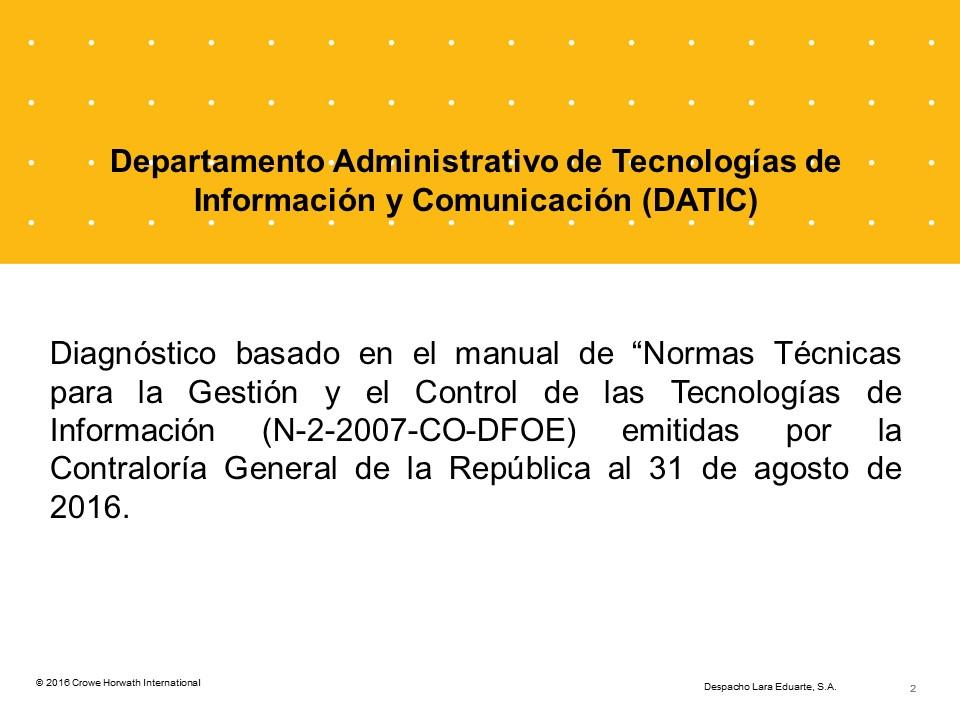 Departamento Administrativo de Tecnologías de
Información y Comunicación (DATIC)
Diagnóstico basado en el manual de “Normas Técnicas
para la Gestión y el Control de las Tecnologías de
Información (N-2-2007-CO-DFOE) emitidas por la
Contraloría General de la República al 31 de agosto de
2016.
© 2016 Crowe Horwath International
Despacho Lara Eduarte, S.A.
2